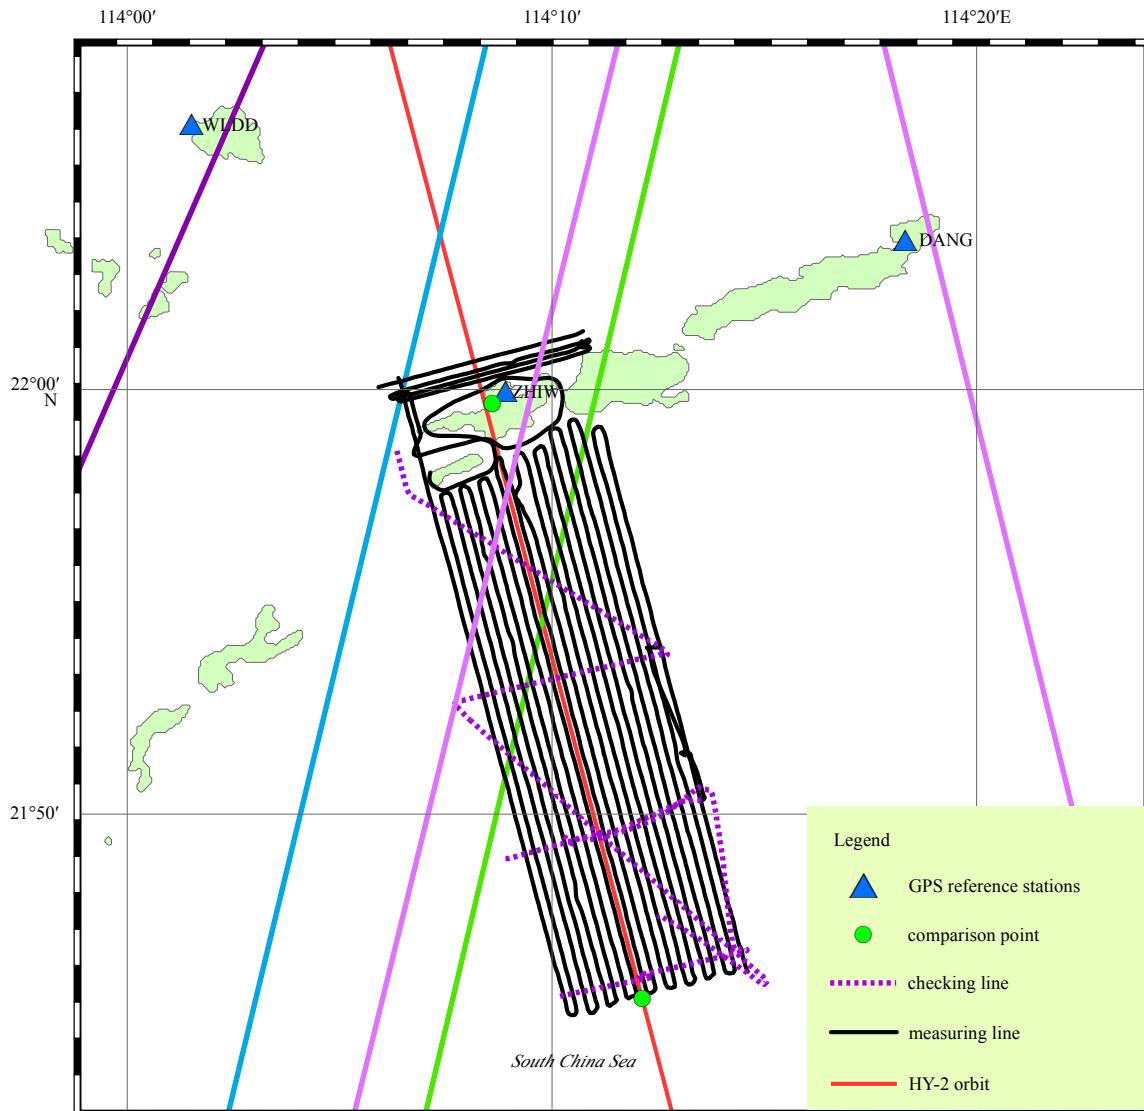 114°00′
114°10′
114°20′E
WLDD
DANG
22°00′
N
ZHIW
21°50′
Legend
GPS reference stations
comparison point
checking line
measuring line
HY-2 orbit
South China Sea